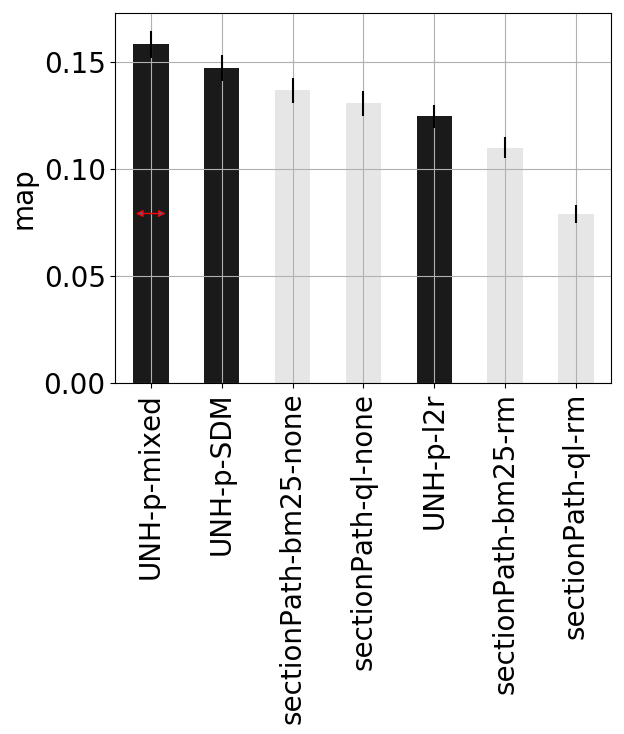 map
0.15
0.10
0.05
0.00
UNH-p-mixed
UNH-p-SDM
sectionPath-bm25-none
sectionPath-ql-none
UNH-p-l2r
sectionPath-bm25-rm
sectionPath-ql-rm